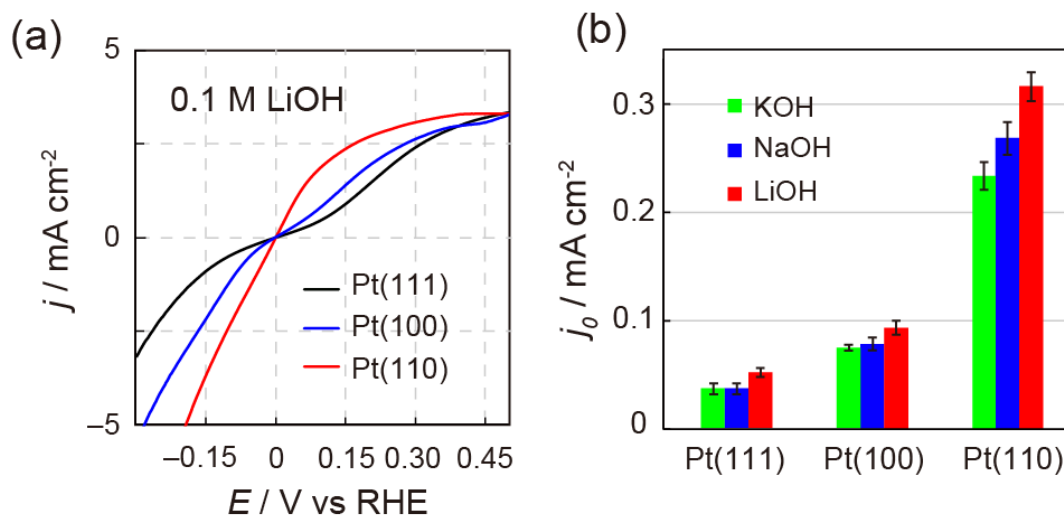 (a)
5
0
–5
j / mA cm-2
0.1 M LiOH
Pt(111)
Pt(100)
Pt(110)
–0.15 0 0.15 0.30 0.45
E / V vs RHE
(b)
0.3
0.2
0.1
0
j0 / mA cm-2
KOH
NaOH
LiOH
Pt(111) Pt(100) Pt(110)